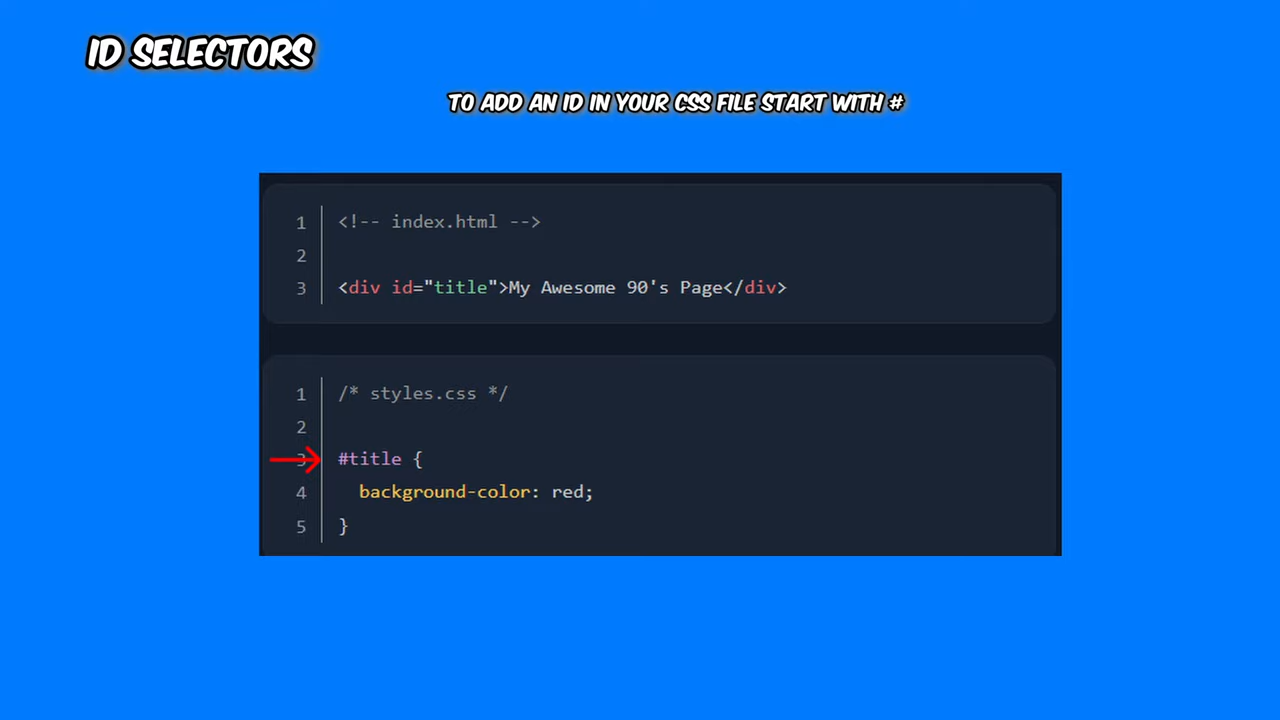 ID SELECTORS
TO ADD AN ID IN YOUR CSS FILE START WITH #
1 <!-- index.html -->
2
3 <div id="title">My Awesome 90's Page</div>
1 /* styles.css */
2
3 #title {
4 background-color: red;
5 }